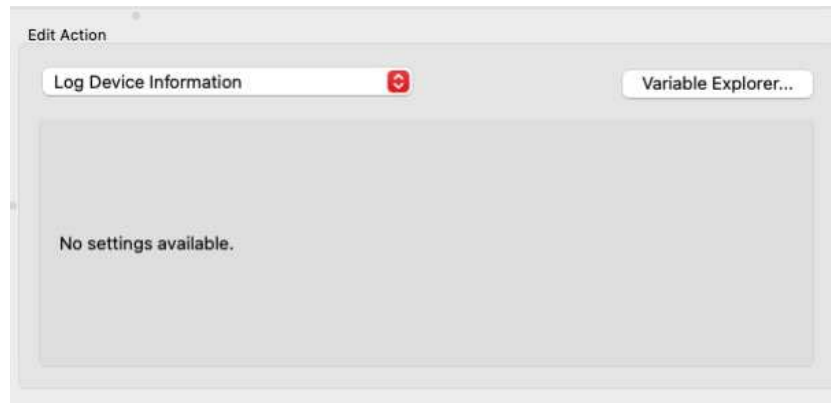 Edit Action
Log Device Information
Variable Explorer...
No settings available.